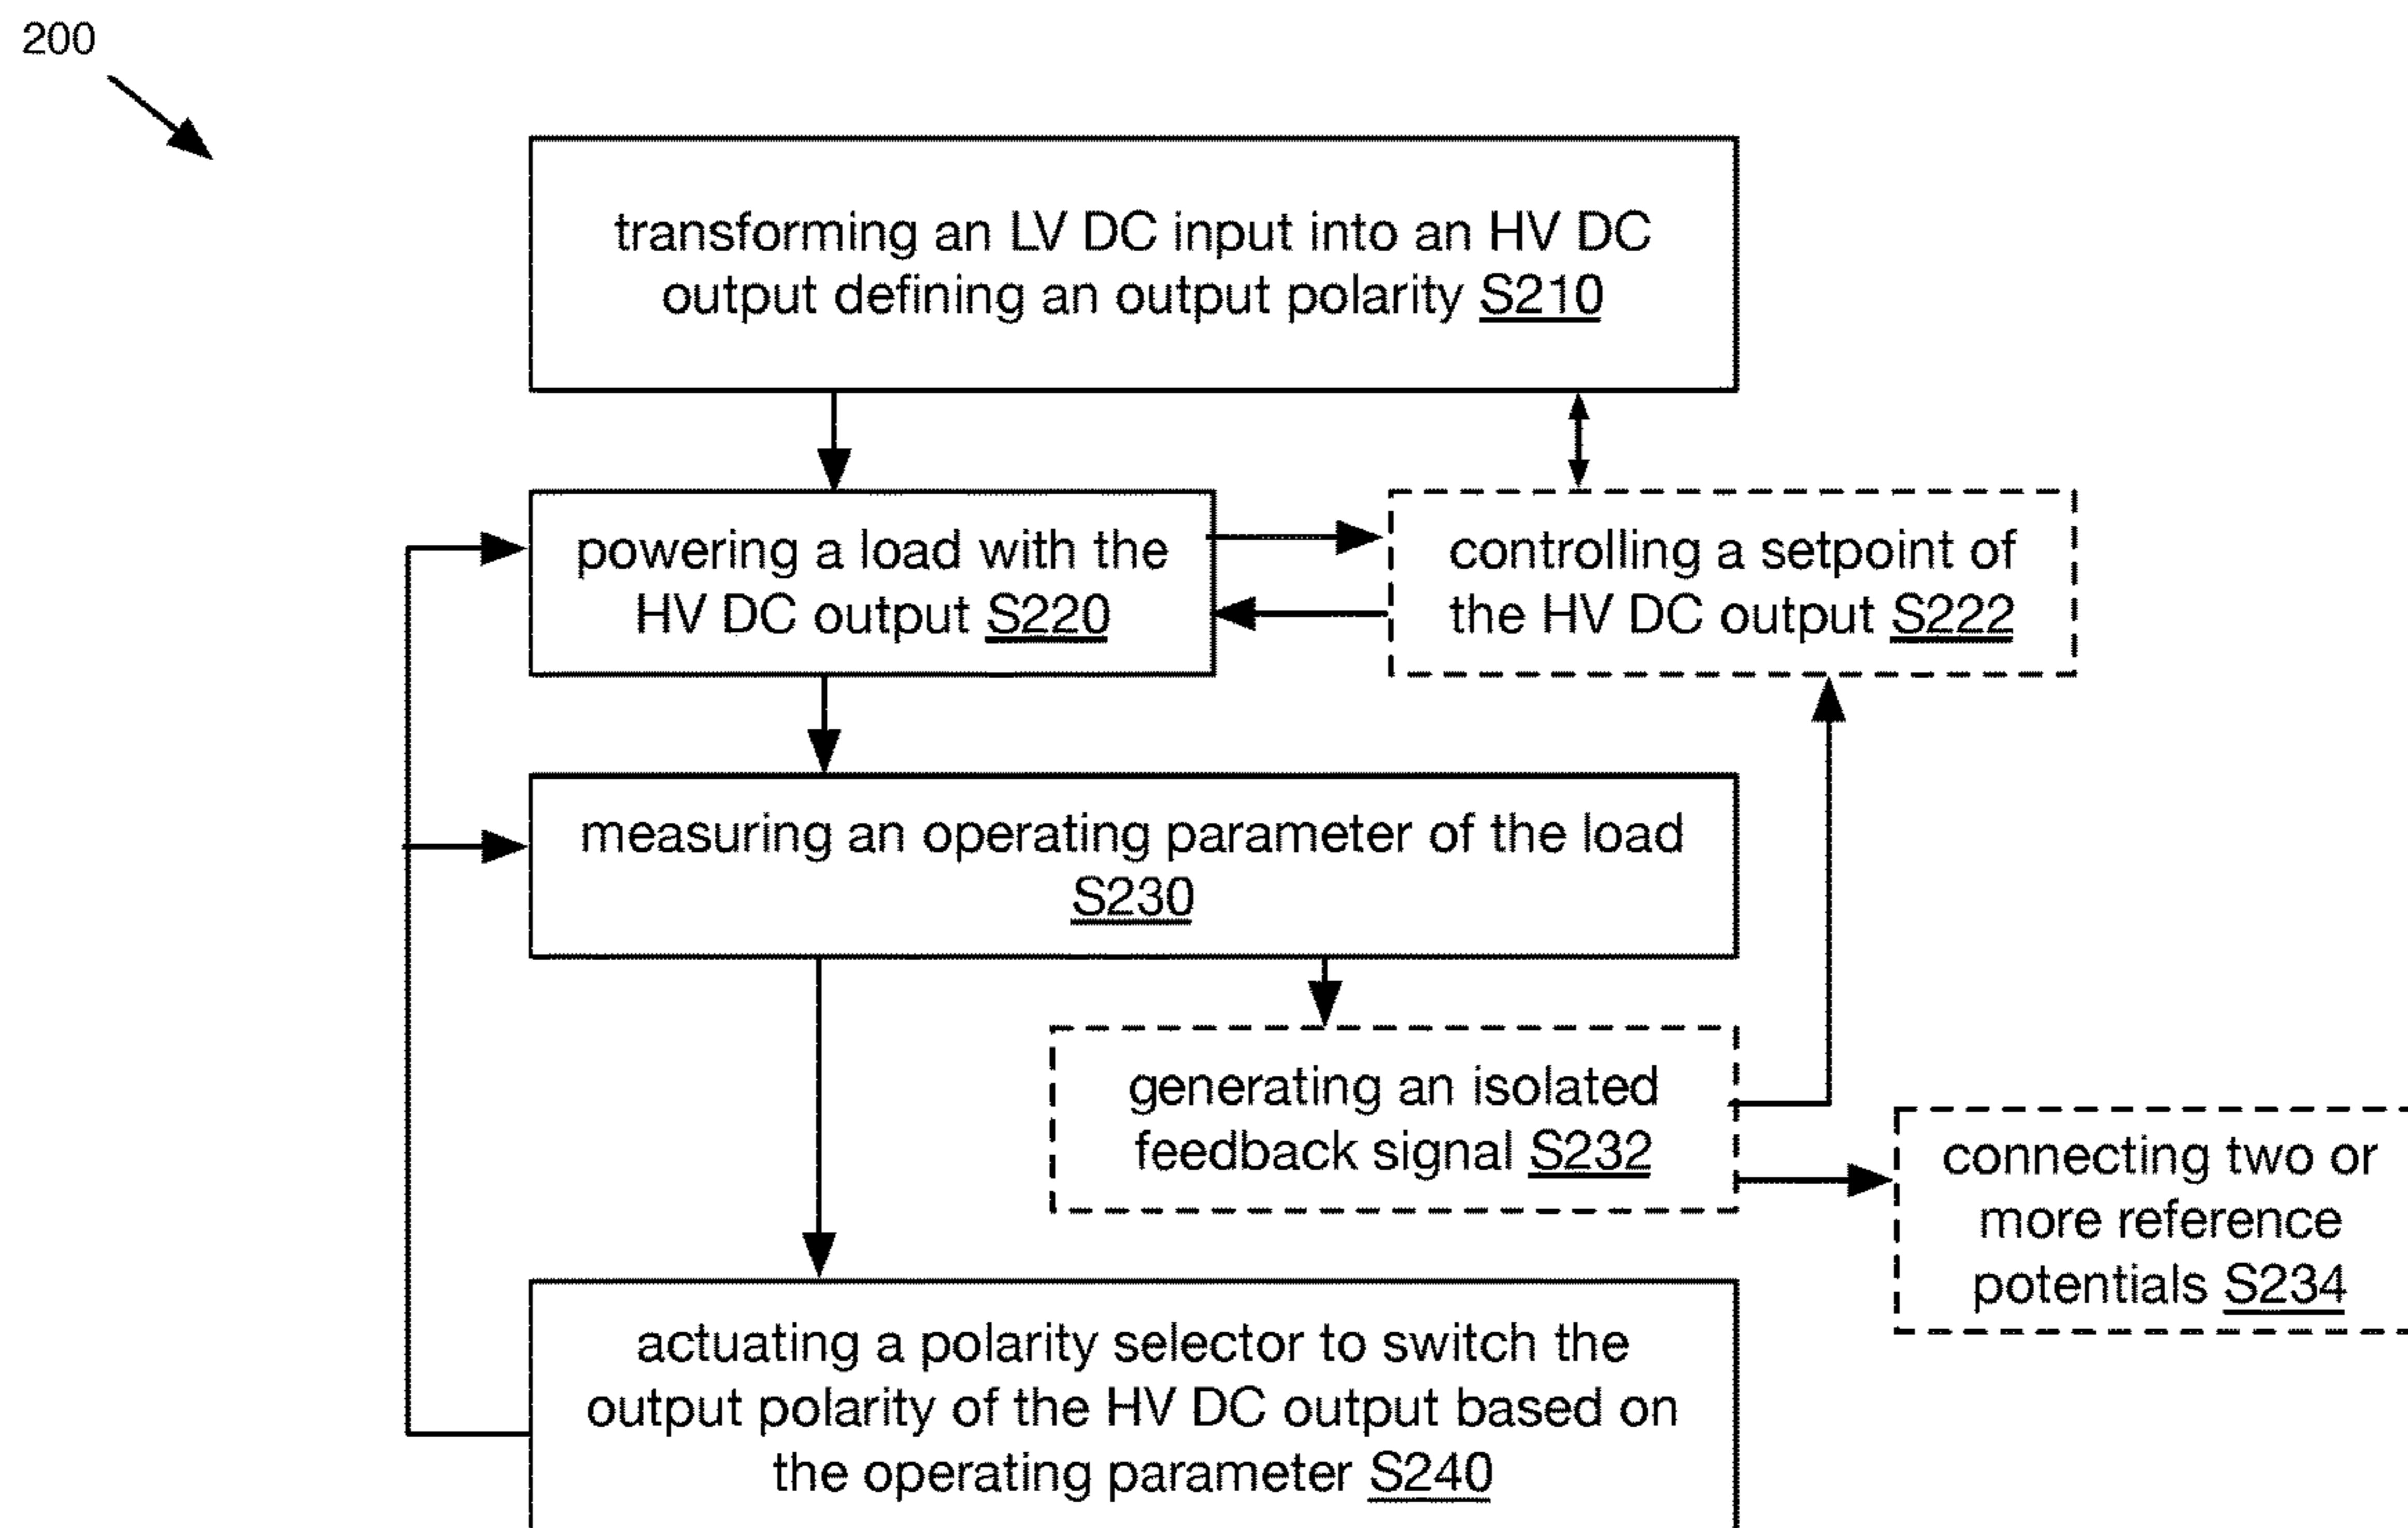 200
transforming an LV DC input into an HV DC
output defining an output polarity S210
powering a load with the
HV DC output S220
controlling a setpoint of
the HV DC output S222
measuring an operating parameter of the load
S230
generating an isolated
feedback signal S232
connecting two or
more reference
potentials S234
actuating a polarity selector to switch the
output polarity of the HV DC output based on
the operating parameter S240